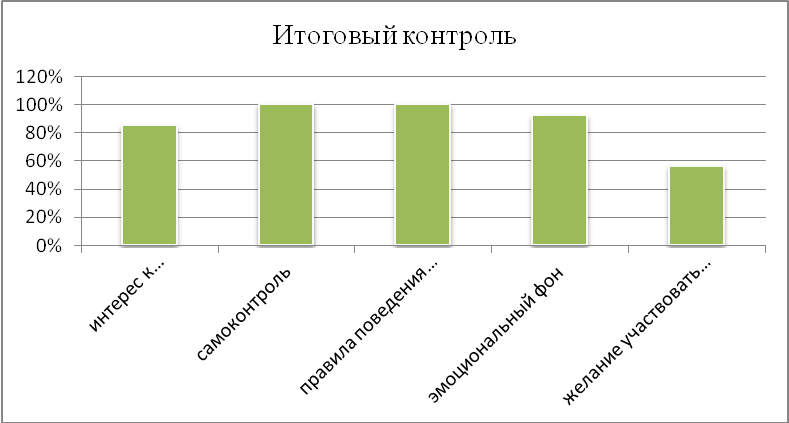 Итоговый контроль
120%
100%
80%
60%
40%
20%
0%
интерес к...
самоконтроль
правила поведения...
эмоциональный фон
желание участвовать...